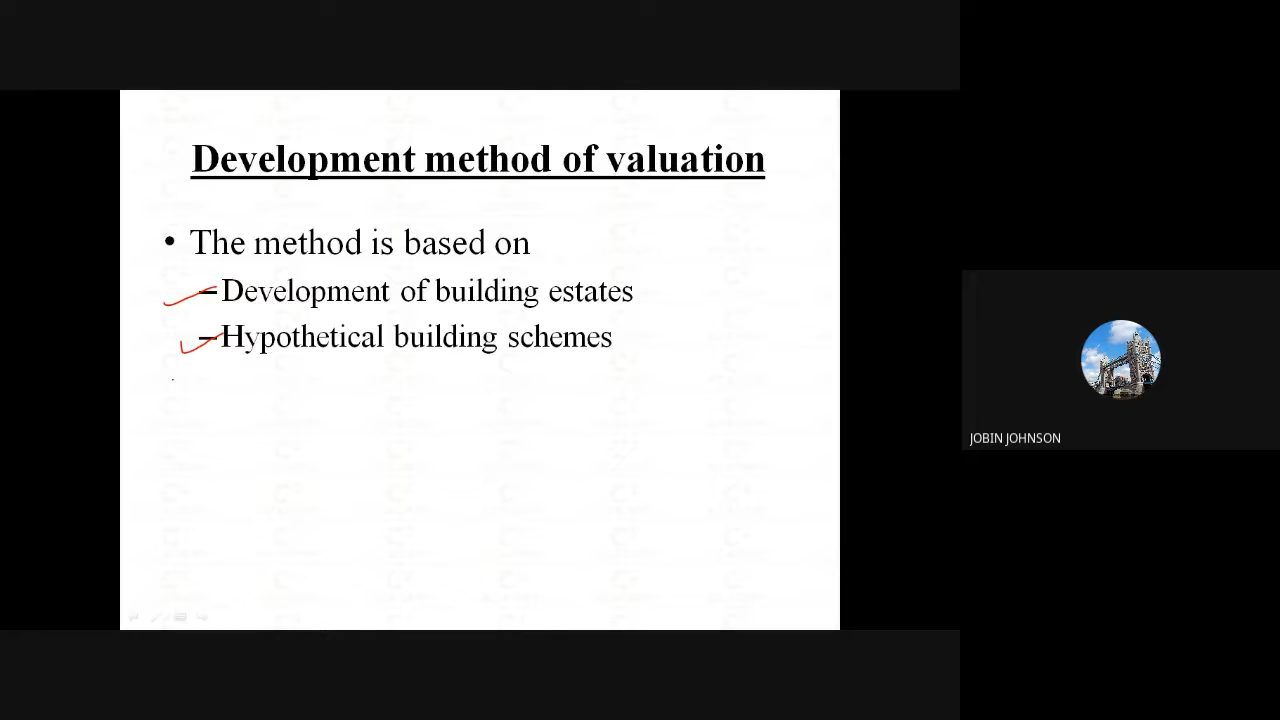 Development method of valuation
• The method is based on
– Development of building estates
– Hypothetical building schemes
JOBIN JOHNSON